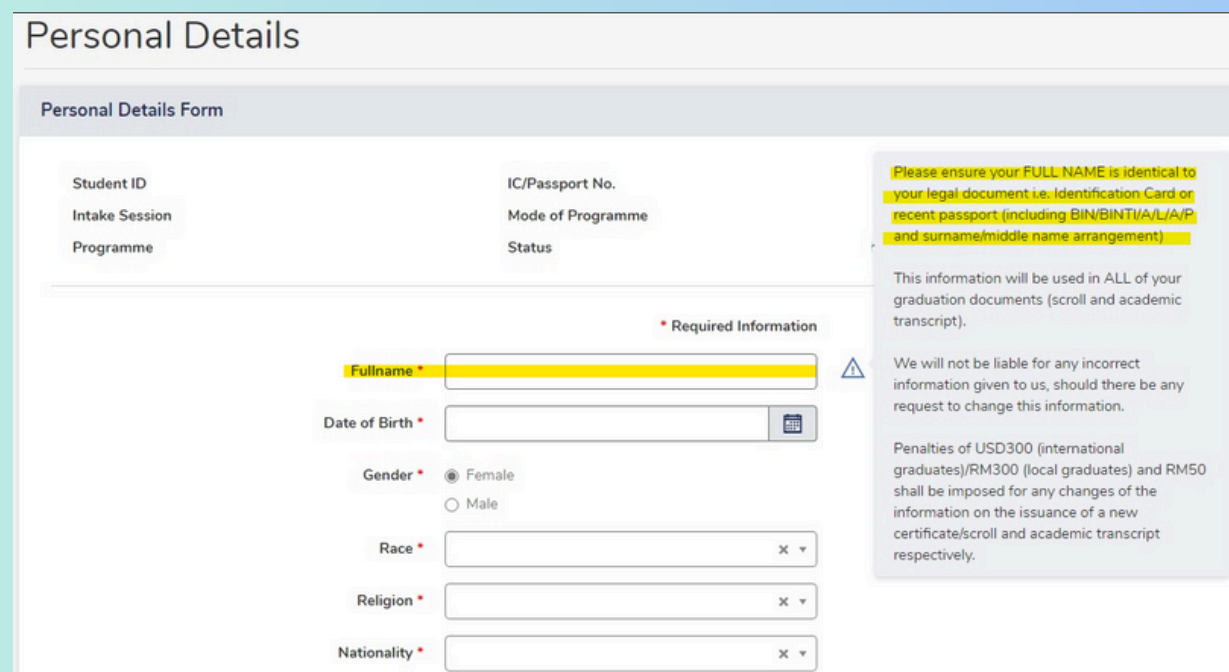 Personal Details
Personal Details Form
Student ID
IC/Passport No.
Intake Session
Mode of Programme
Programme
Status
* Required Information
Fullname *
Date of Birth *
Gender *
Female
Male
Race *
Religion *
Nationality *
Please ensure your FULL NAME is identical to
your legal document i.e. Identification Card or
recent passport (including BIN/BINTI/A/L/A/P
and surname/middle name arrangement)
This information will be used in ALL of your
graduation documents (scroll and academic
transcript).
We will not be liable for any incorrect
information given to us, should there be any
request to change this information.
Penalties of USD300 (international
graduates)/RM300 (local graduates) and RM50
shall be imposed for any changes of the
information on the issuance of a new
certificate/scroll and academic transcript
respectively.